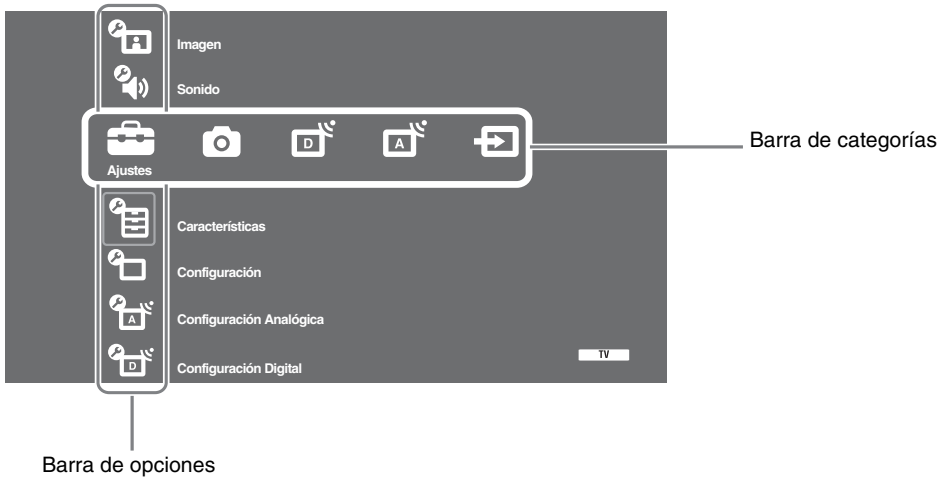 Imagen
Sonido
Barra de categorías
D
A
Ajustes
Características
Configuración
A
Configuración Analógica
TV
D
Configuración Digital
Barra de opciones